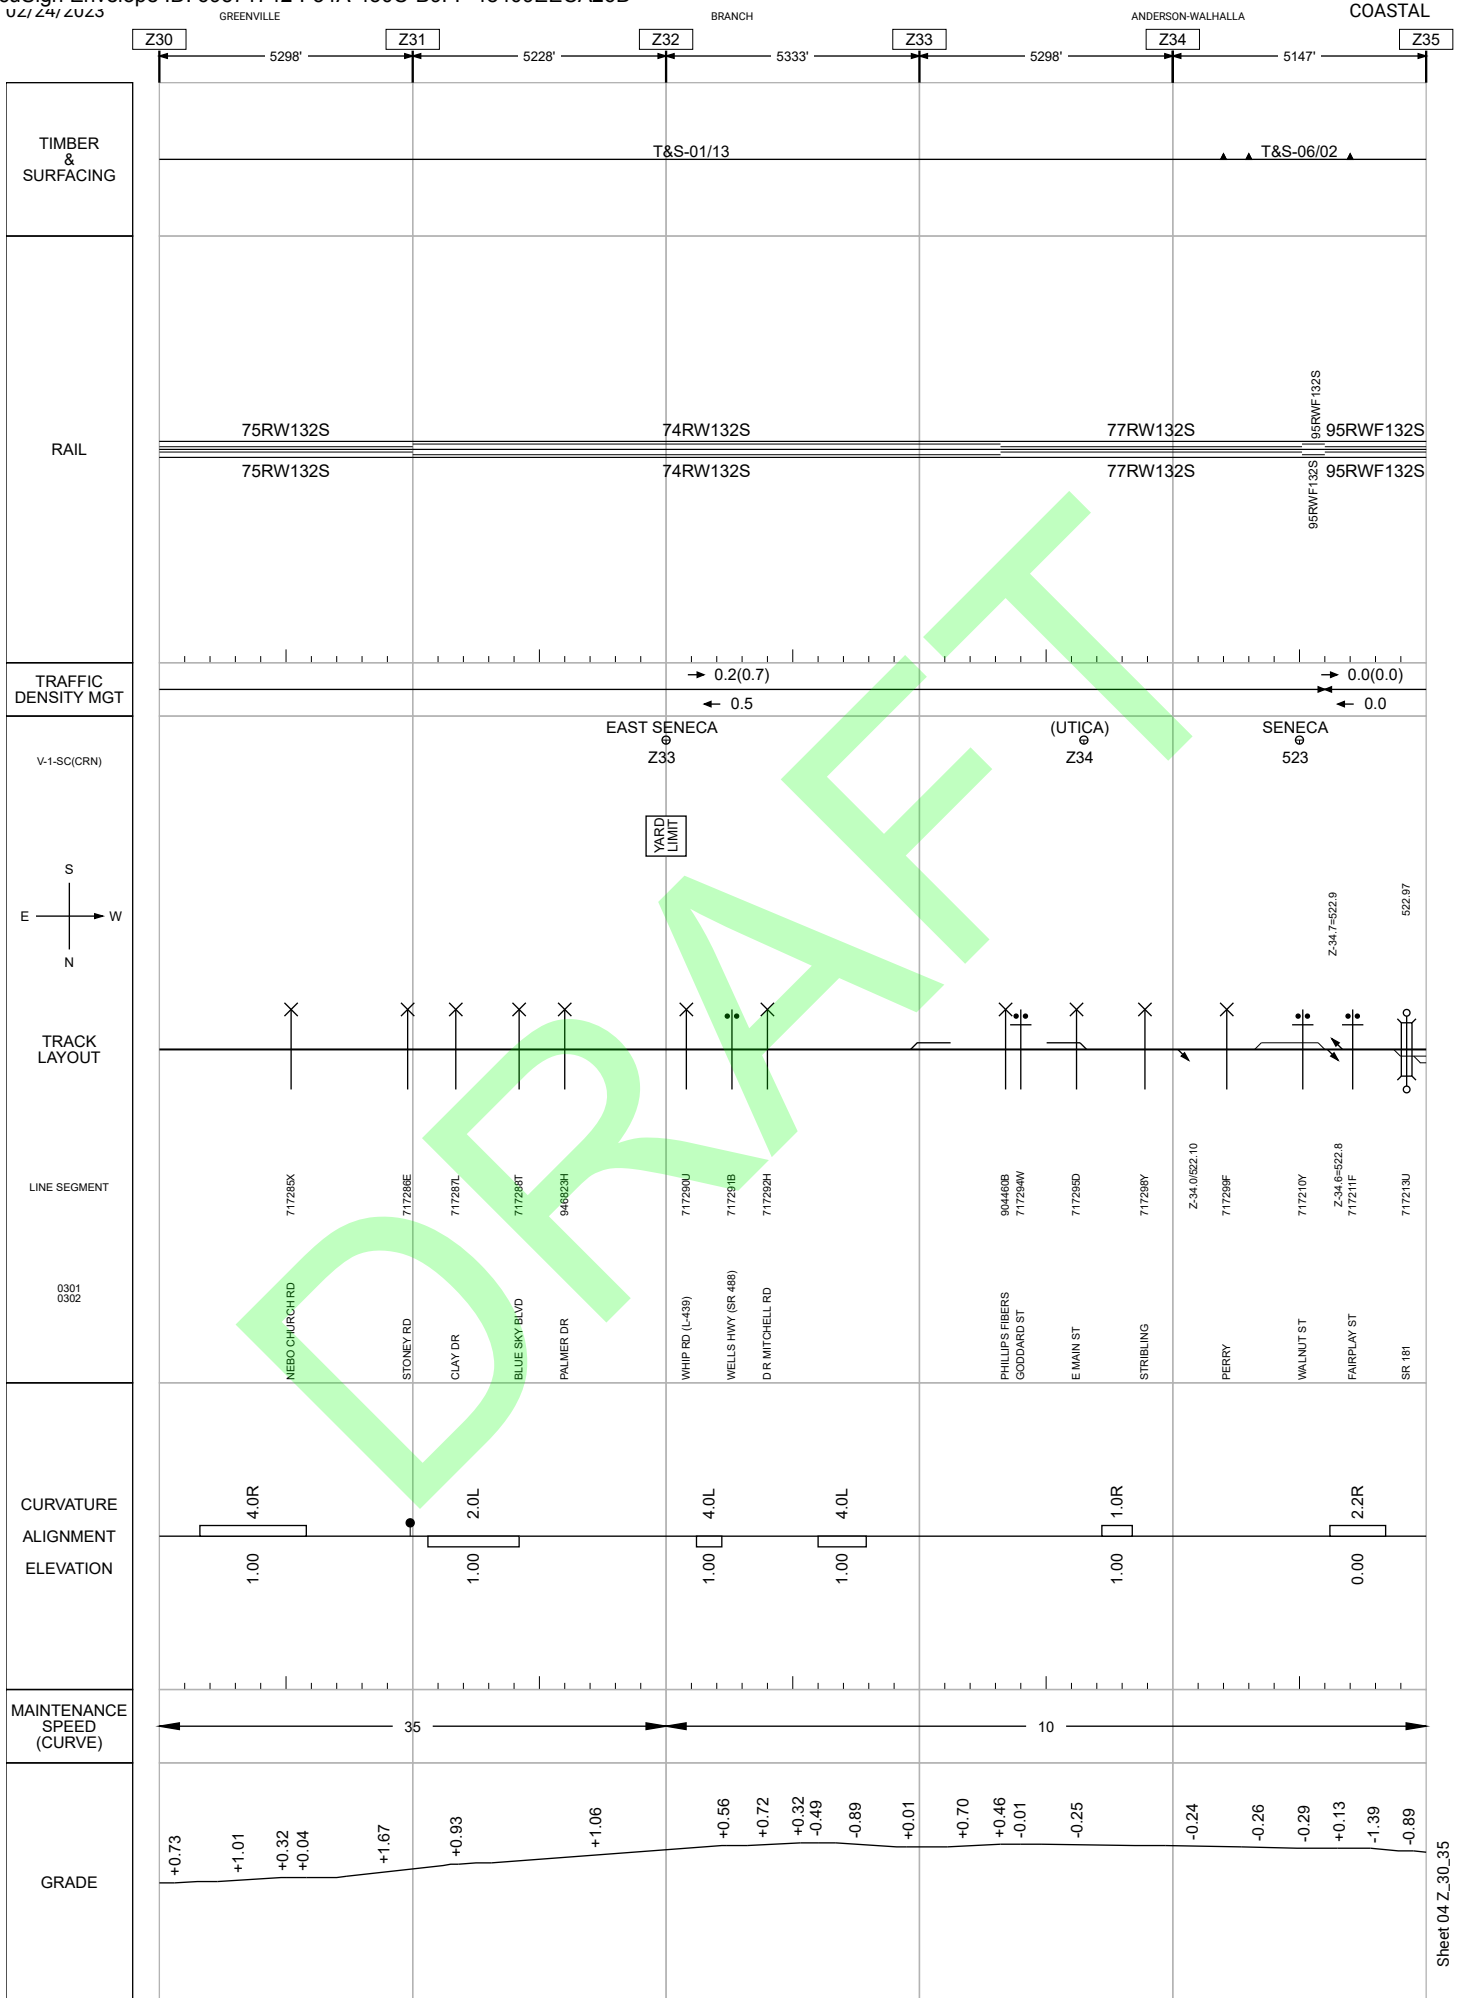 02/24/2023
GREENVILLE
BRANCH
ANDERSON-WALHALLA
COASTAL
Z30
Z31
Z32
Z33
Z34
Z35
5298'
5228'
5333'
5298'
5147'
TIMBER
&
SURFACING
T&S-01/13
T&S-06/02
RAIL
75RW132S
74RW132S
77RW132S
95RWF132S
95RWF132S
75RW132S
74RW132S
77RW132S
95RWF132S
95RWF132S
TRAFFIC
DENSITY MGT
0.2(0.7)
0.5
0.0(0.0)
0.0
V-1-SC(CRN)
EAST SENECA
Z33
(UTICA)
Z34
SENECA
523
YARD
LIMIT
S
E
W
N
Z-34.7=522.9
522.97
TRACK
LAYOUT
LINE SEGMENT
717285X
717286E
717287L
717288T
946823H
717290U
717291B
717292H
904460B
717294W
717295D
717298Y
Z-34.0/522.10
717299F
717210Y
Z-34.6=522.8
717211F
717213U
0301
0302
NEBO CHURCH RD
STONEY RD
CLAY DR
BLUE SKY BLVD
PALMER DR
WHIP RD (L-439)
WELLS HWY (SR 488)
D R MITCHELL RD
PHILLIPS FIBERS
GODDARD ST
E MAIN ST
STRIBLING
PERRY
WALNUT ST
FAIRPLAY ST
SR 181
CURVATURE
ALIGNMENT
ELEVATION
4.0R
2.0L
4.0L
4.0L
1.0R
2.2R
1.00
1.00
1.00
1.00
1.00
0.00
MAINTENANCE
SPEED
(CURVE)
35
10
GRADE
+0.73
+1.01
+0.32
+0.04
+1.67
+0.93
+1.06
+0.56
+0.72
+0.32
-0.49
-0.89
+0.01
+0.70
+0.46
-0.01
-0.25
-0.24
-0.26
-0.29
+0.13
-1.39
-0.89
Sheet 04 Z_30_35
DRAFT